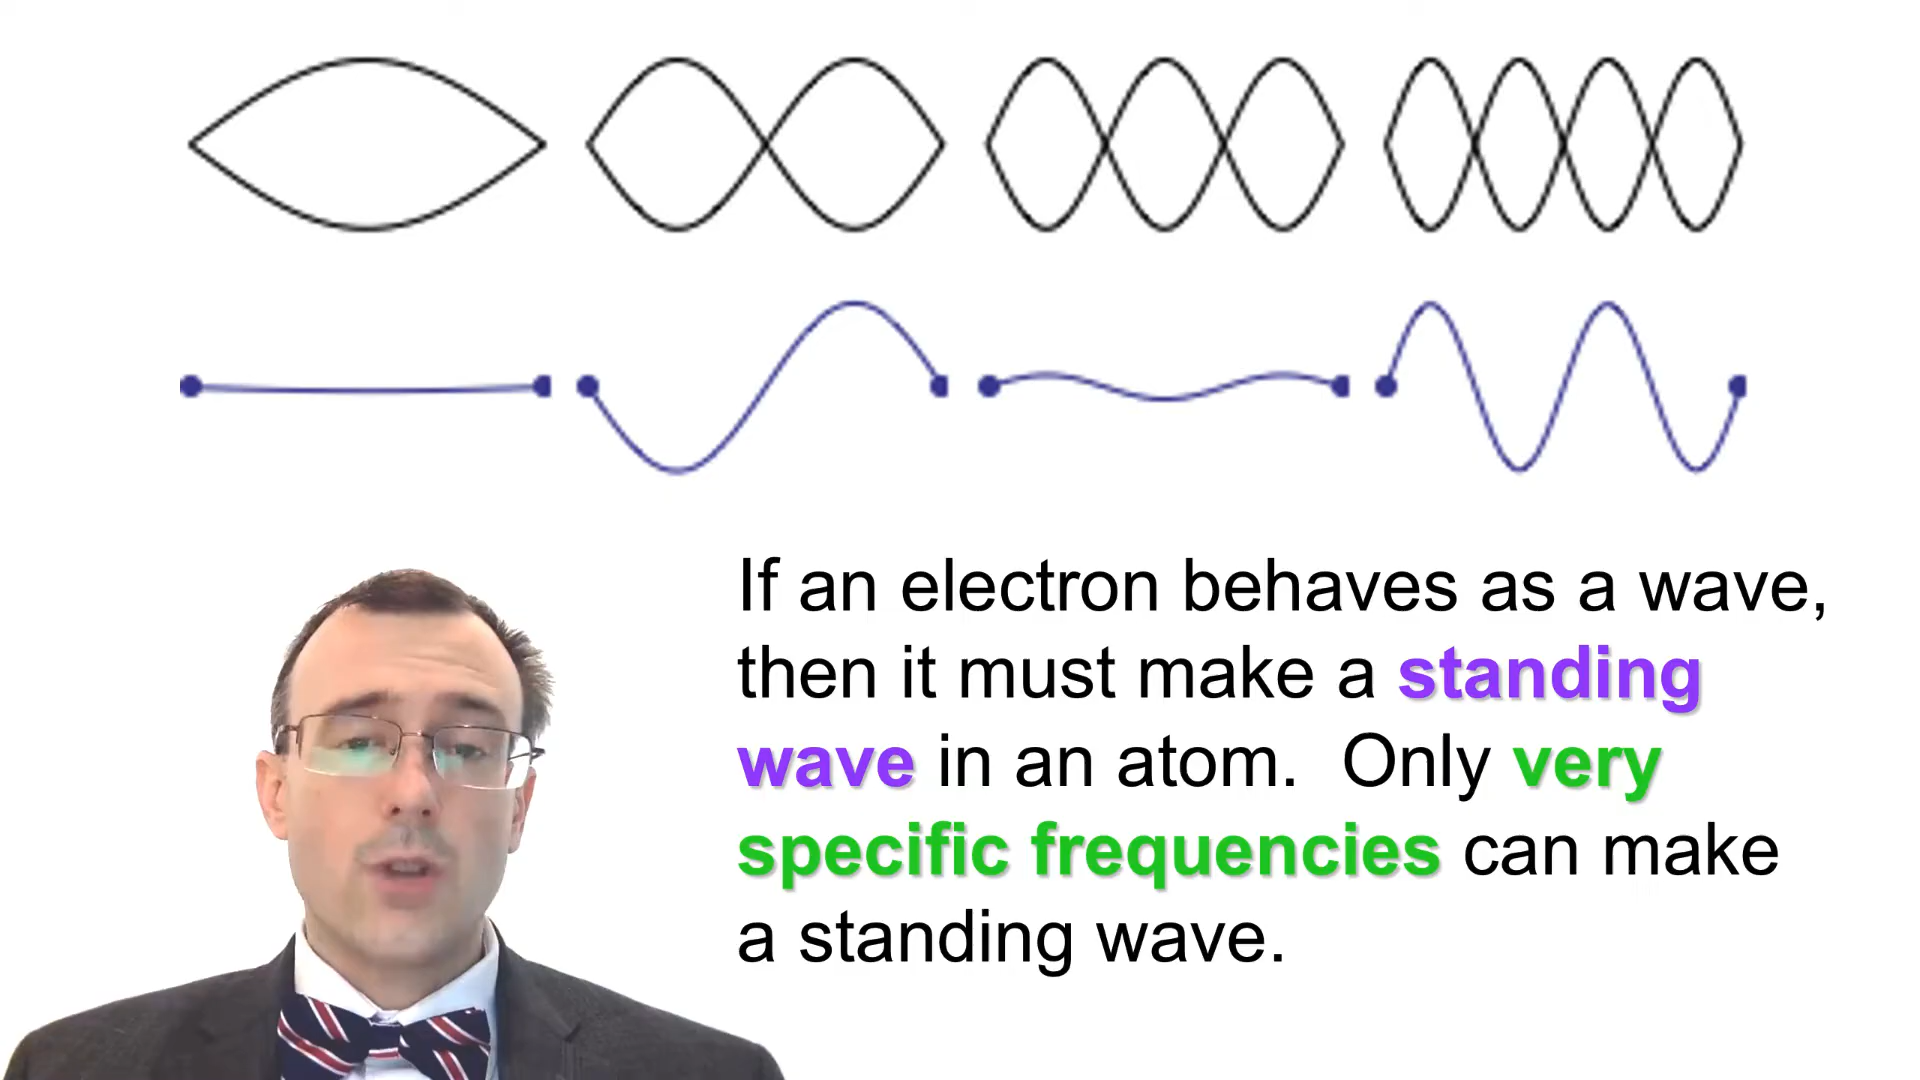 If an electron behaves as a wave,
then it must make a standing
wave in an atom.  Only very
specific frequencies can make
a standing wave.